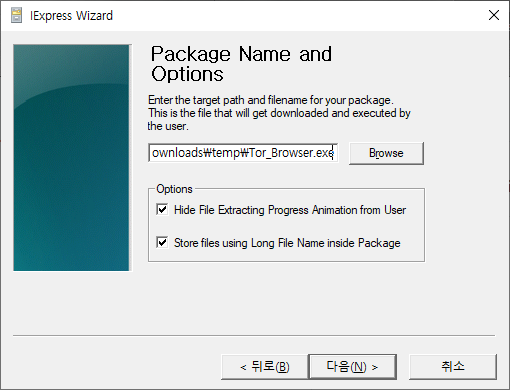 IExpress Wizard
Package Name and
Options
Enter the target path and filename for your package.
This is the file that will get downloaded and executed by
the user.
ownloads₩temp₩Tor_Browser.exe
Browse
Options
Hide File Extracting Progress Animation from User
Store files using Long File Name inside Package
< 뒤로(B)
다음(N) >
취소